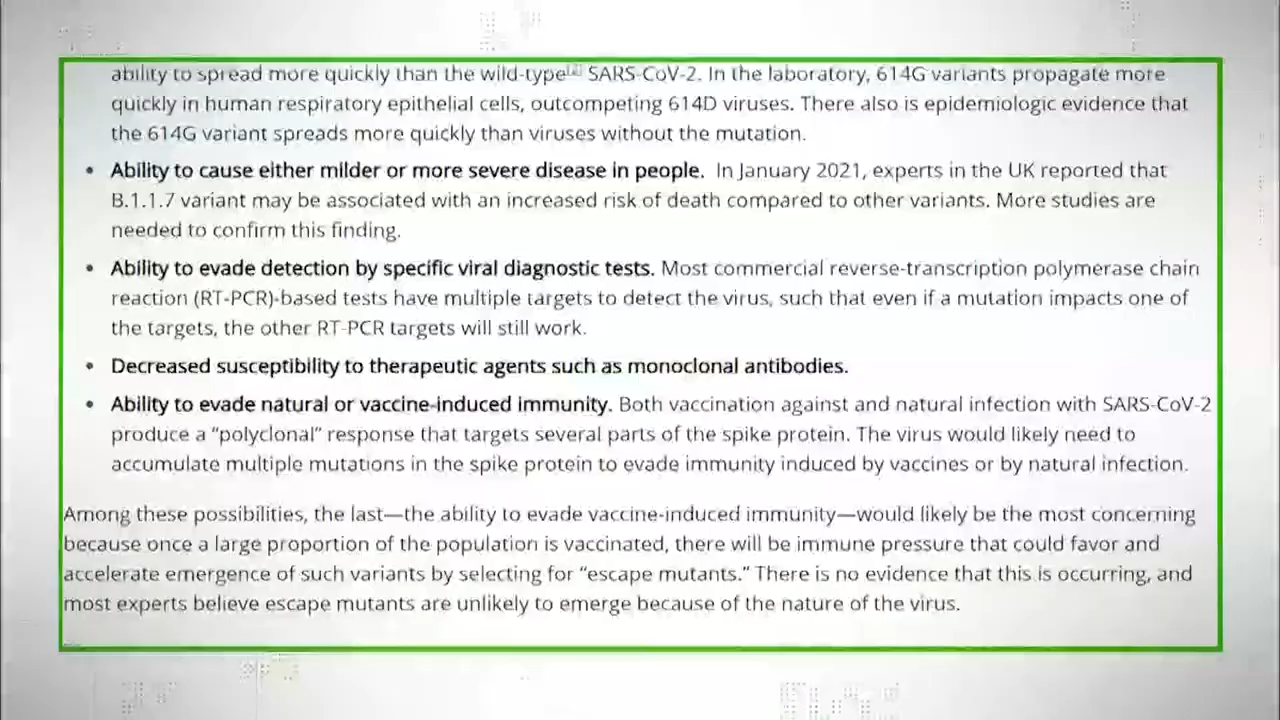 ability to spread more quickly than the wild-type[2] SARS-CoV-2. In the laboratory, 614G variants propagate more
quickly in human respiratory epithelial cells, outcompeting 614D viruses. There also is epidemiologic evidence that
the 614G variant spreads more quickly than viruses without the mutation.
• Ability to cause either milder or more severe disease in people. In January 2021, experts in the UK reported that
B.1.1.7 variant may be associated with an increased risk of death compared to other variants. More studies are
needed to confirm this finding.
• Ability to evade detection by specific viral diagnostic tests. Most commercial reverse-transcription polymerase chain
reaction (RT-PCR)-based tests have multiple targets to detect the virus, such that even if a mutation impacts one of
the targets, the other RT-PCR targets will still work.
• Decreased susceptibility to therapeutic agents such as monoclonal antibodies.
• Ability to evade natural or vaccine-induced immunity. Both vaccination against and natural infection with SARS-CoV-2
produce a “polyclonal” response that targets several parts of the spike protein. The virus would likely need to
accumulate multiple mutations in the spike protein to evade immunity induced by vaccines or by natural infection.
Among these possibilities, the last—the ability to evade vaccine-induced immunity—would likely be the most concerning
because once a large proportion of the population is vaccinated, there will be immune pressure that could favor and
accelerate emergence of such variants by selecting for “escape mutants.” There is no evidence that this is occurring, and
most experts believe escape mutants are unlikely to emerge because of the nature of the virus.